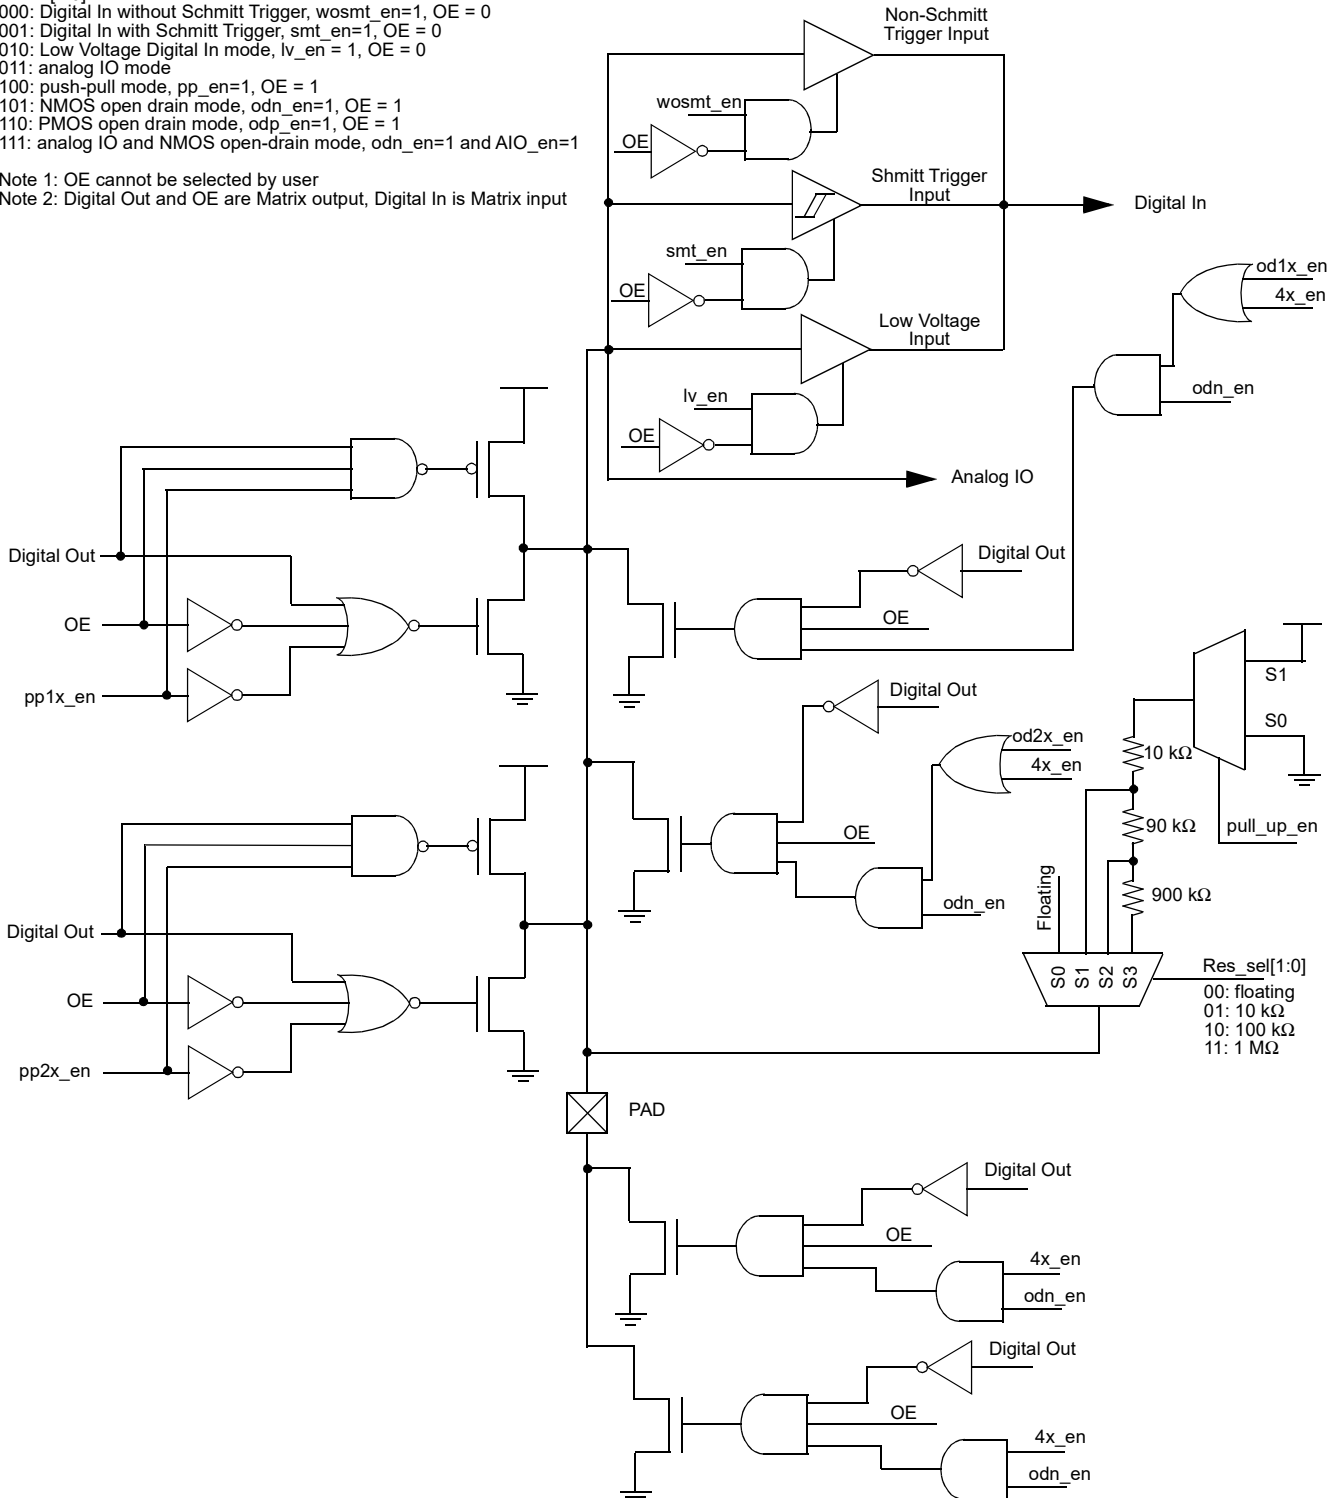 000: Digital In without Schmitt Trigger, wosmt_en=1, OE = 0
001: Digital In with Schmitt Trigger, smt_en=1, OE = 0
010: Low Voltage Digital In mode, lv_en = 1, OE = 0
011: analog IO mode
100: push-pull mode, pp_en=1, OE = 1
101: NMOS open drain mode, odn_en=1, OE = 1
110: PMOS open drain mode, odp_en=1, OE = 1
111: analog IO and NMOS open-drain mode, odn_en=1 and AIO_en=1
Note 1: OE cannot be selected by user
Note 2: Digital Out and OE are Matrix output, Digital In is Matrix input
Non-Schmitt
Trigger Input
wosmt_en
OE
Shmitt Trigger
Input
Digital In
smt_en
OE
od1x_en
4x_en
Low Voltage
Input
lv_en
OE
odn_en
Analog IO
Digital Out
OE
pp1x_en
Digital Out
OE
Digital Out
od2x_en
4x_en
OE
odn_en
S1
S0
10 kΩ
90 kΩ
pull_up_en
900 kΩ
Floating
S0
S1
S2
S3
Res_sel[1:0]
00: floating
01: 10 kΩ
10: 100 kΩ
11: 1 MΩ
Digital Out
OE
pp2x_en
PAD
Digital Out
OE
4x_en
odn_en
Digital Out
OE
4x_en
odn_en